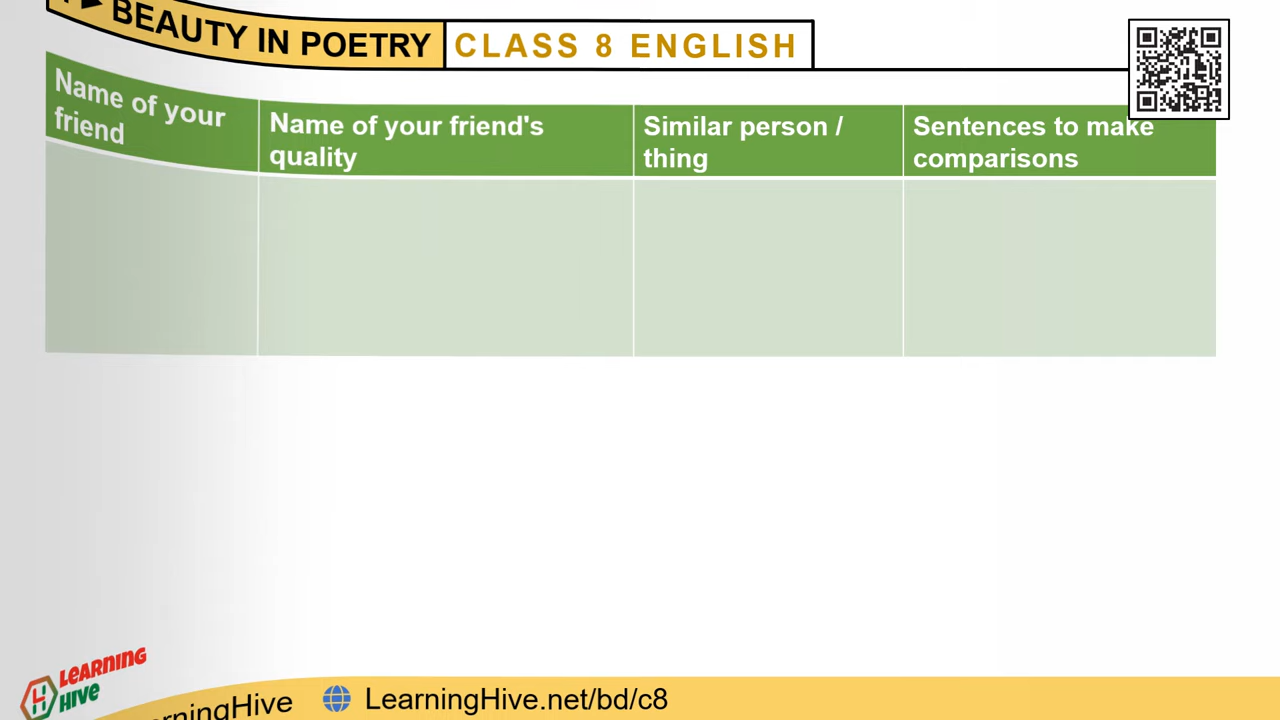 BEAUTY IN POETRY CLASS 8 ENGLISH
Name of your
friend
Name of your friend's
quality
Similar person /
thing
Sentences to make
comparisons
LEARNING
HIVE
LearningHive.net/bd/c8